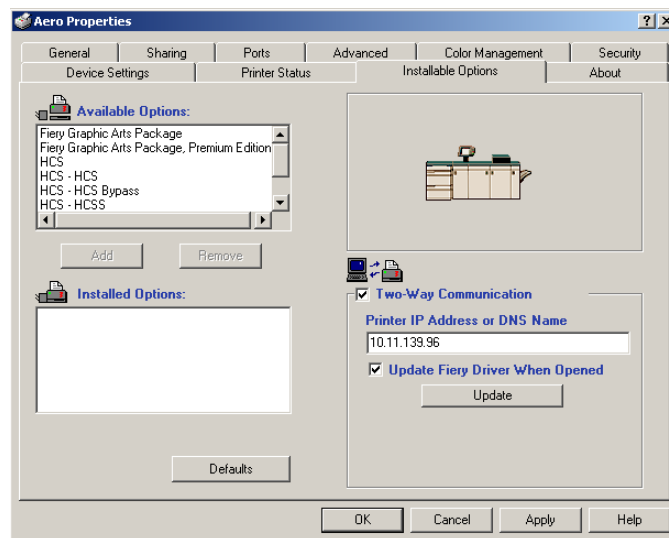 Aero Properties
General
Sharing
Ports
Advanced
Color Management
Security
Device Settings
Printer Status
Installable Options
About
Available Options:
Fiery Graphic Arts Package
Fiery Graphic Arts Package, Premium Edition
HCS
HCS - HCS
HCS - HCS Bypass
HCS - HCSS
Add
Remove
Installed Options:
Defaults
Two-Way Communication
Printer IP Address or DNS Name
10.11.139.96
Update Fiery Driver When Opened
Update
OK
Cancel
Apply
Help